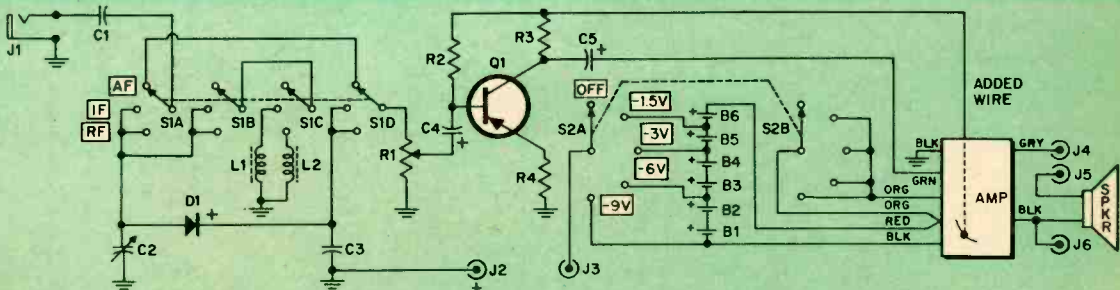 J1
C1
AF
IF
RF
S1A
S1B
S1C
S1D
L1
L2
D1
+
C2
C3
R1
R2
C4
+
Q1
R3
R4
C5
+
J2
+
J3
OFF
S2A
-1.5V
-3V
-6V
-9V
+
B6
+
B5
B4
+
B3
+
B2
+
B1
S2B
ADDED
WIRE
BLK
GRN
ORG
ORG
RED
BLK
AMP
GRY
J4
J5
BLK
J6
SPKR